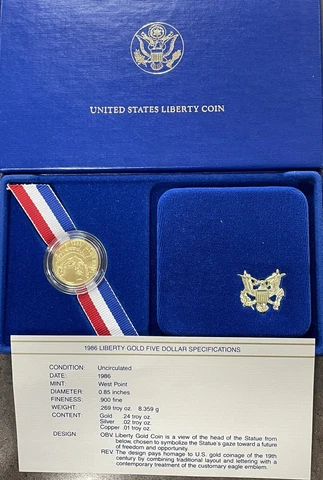 UNITED STATES LIBERTY COIN
1986 LIBERTY GOLD FIVE DOLLAR SPECIFICATIONS
CONDITION: Uncirculated
DATE: 1986
MINT: West Point
DIAMETER: 0.85 inches
FINENESS: .900 fine
WEIGHT: .269 troy oz. 8.359 g
CONTENT: Gold .24 troy oz.
Silver .02 troy oz.
Copper .01 troy oz.
DESIGN: OBV. Liberty Gold Coin is a view of the head of the Statue from
below, chosen to symbolize the Statue's gaze toward a future
of freedom and opportunity.
REV. The design pays homage to U.S. gold coinage of the 19th
century by combining traditional layout and lettering with a
contemporary treatment of the customary eagle emblem.